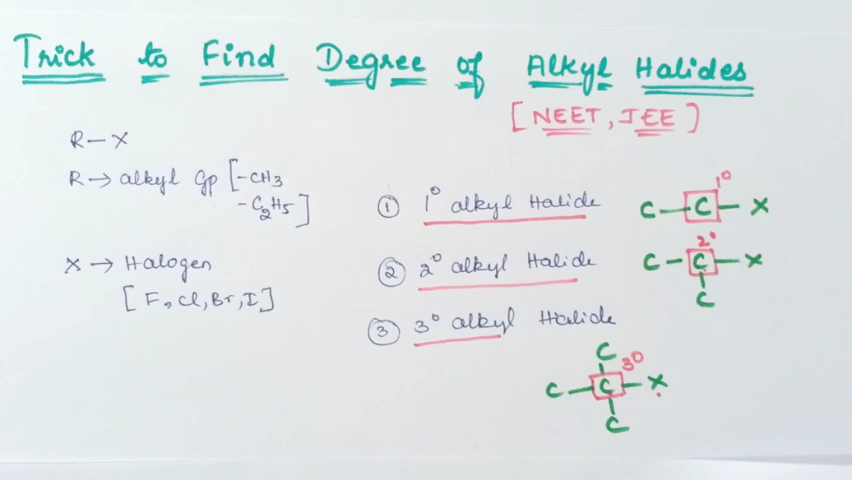 Trick to Find Degree of Alkyl Halides
[NEET, JEE]
R-X
R→ alkyl Gp [-CH3
-C2H5]
X → Halogen
[F, Cl, Br, I]
① 1° alkyl Halide
1°
C-C-X
② 2° alkyl Halide
2°
C-C-X
C
③ 3° alkyl Halide
C
3°
C-C-X
C